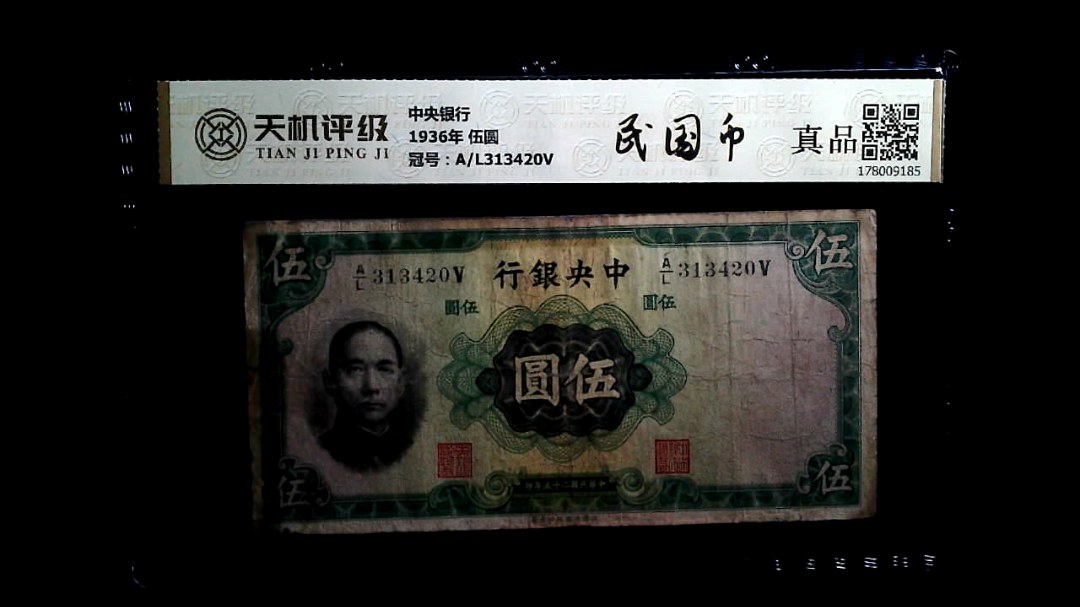 天机评级
TIAN JI PING JI
中央银行
1936年 伍圆
冠号：A/L313420V
民国币
真品
178009185
伍
伍
A/L 313420V
行銀央中
A/L 313420V
圓伍
圓伍
圓伍
伍
伍